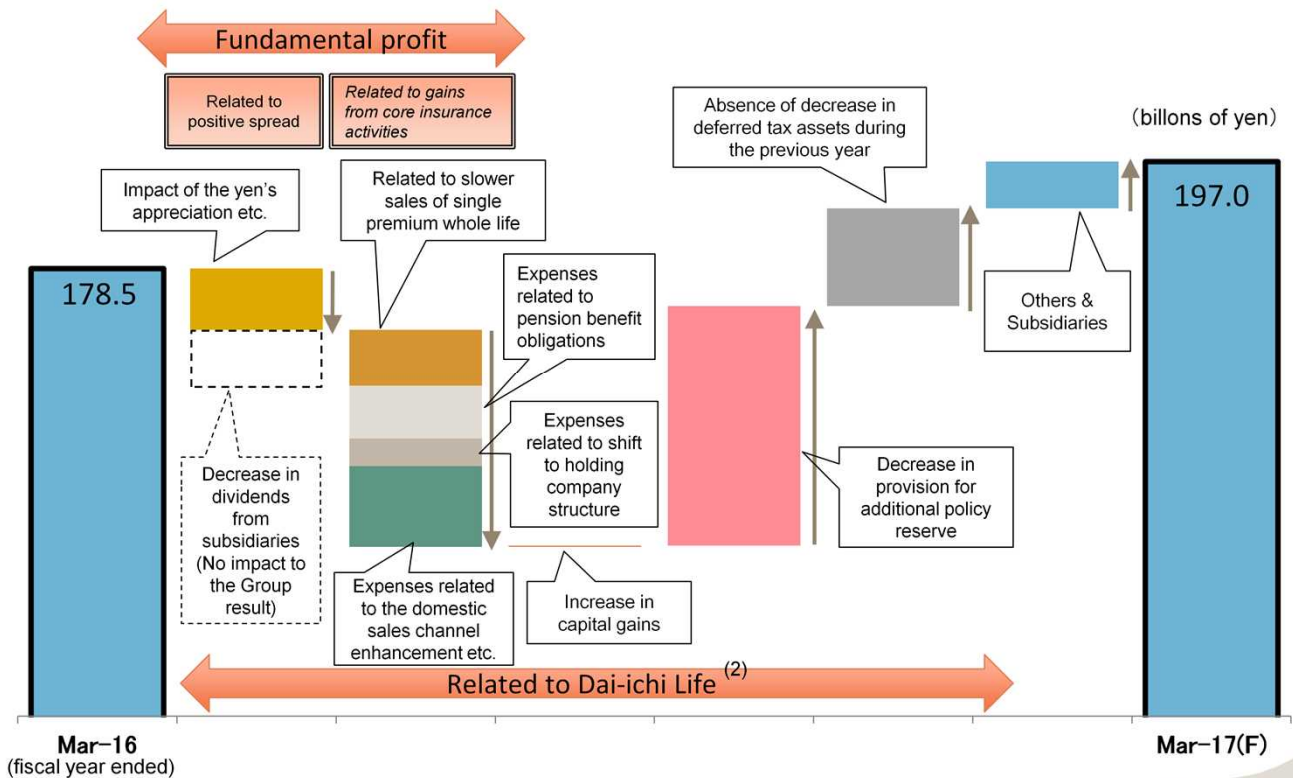 Fundamental profit
Related to
positive spread
Related to gains
from core insurance
activities
Absence of decrease in
deferred tax assets during
the previous year
(billons of yen)
Impact of the yen's
appreciation etc.
Related to slower
sales of single
premium whole life
197.0
178.5
Expenses
related to
pension benefit
obligations
Others &
Subsidiaries
Decrease in
dividends
from
subsidiaries
(No impact to
the Group
result)
Expenses
related to shift
to holding
company
structure
Decrease in
provision for
additional policy
reserve
Expenses related
to the domestic
sales channel
enhancement etc.
Increase in
capital gains
Related to Dai-ichi Life (2)
Mar-16
(fiscal year ended)
Mar-17(F)